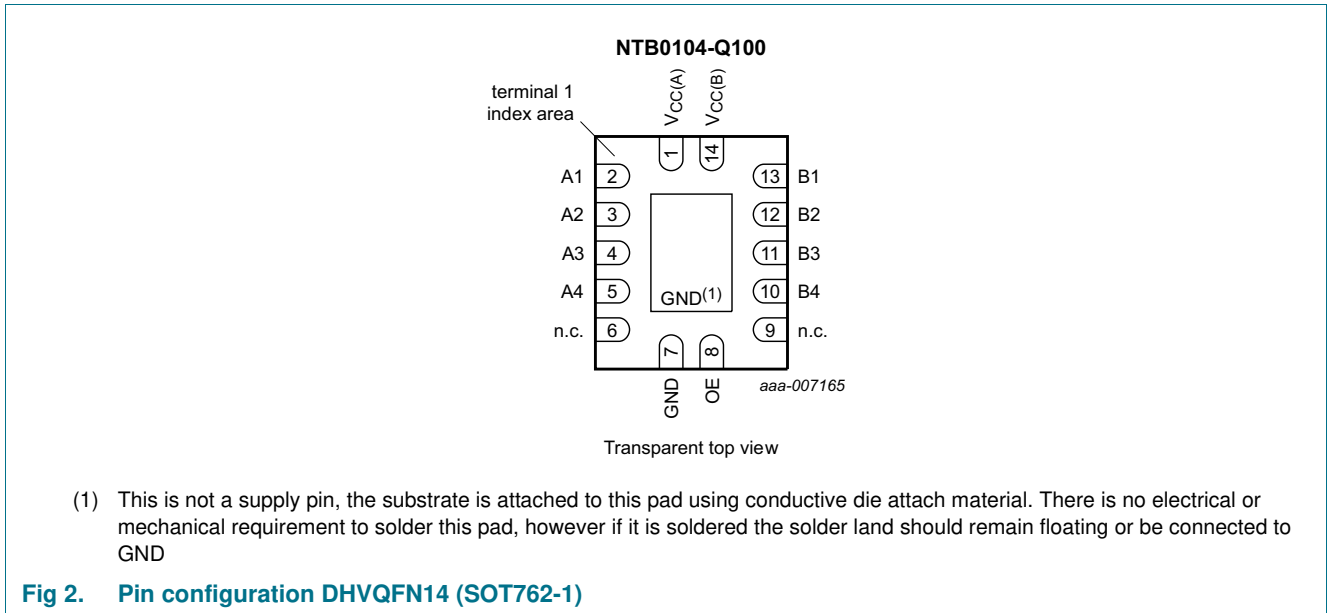 NTB0104-Q100
terminal 1
index area
VCC(A)
VCC(B)
1
14
A1 2
13 B1
A2 3
12 B2
A3 4
11 B3
A4 5
10 B4
GND(1)
n.c. 6
9 n.c.
7
8
GND
OE
aaa-007165
Transparent top view
(1) This is not a supply pin, the substrate is attached to this pad using conductive die attach material. There is no electrical or
mechanical requirement to solder this pad, however if it is soldered the solder land should remain floating or be connected to
GND
Fig 2. Pin configuration DHVQFN14 (SOT762-1)